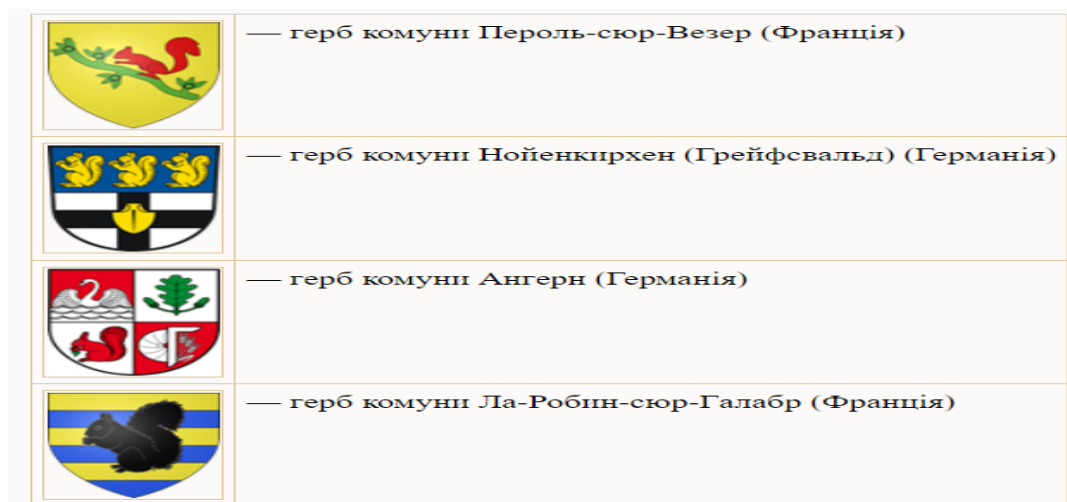 — герб комуни Пероль-сюр-Везер (Франція)
— герб комуни Нойенкирхен (Грейфсвальд) (Германія)
— герб комуни Ангерн (Германія)
— герб комуни Ла-Робин-сюр-Галабр (Франція)